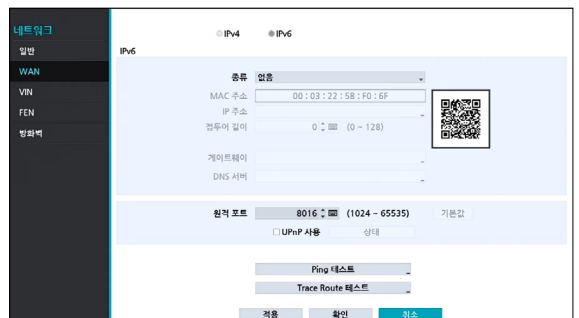 네트워크
일반
WAN
VIN
FEN
방화벽
IPv4 IPv6
IPv6
종류 없음
MAC 주소 00 : 03 : 22 : 5B : F0 : 6F
IP 주소
접두어 길이 0 (0 ~ 128)
게이트웨이
DNS 서버
원격 포트 8016 (1024 ~ 65535) 기본값
UPnP 사용 상태
Ping 테스트
Trace Route 테스트
적용 확인 취소